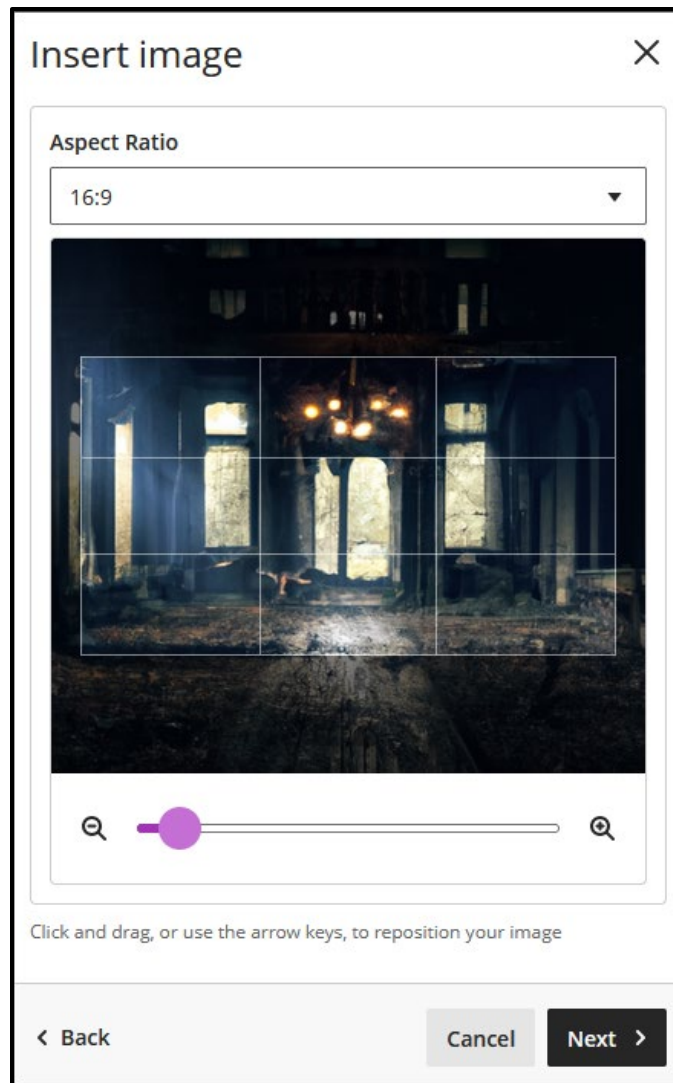 Insert image
Aspect Ratio
16:9
Click and drag, or use the arrow keys, to reposition your image
Back
Cancel
Next